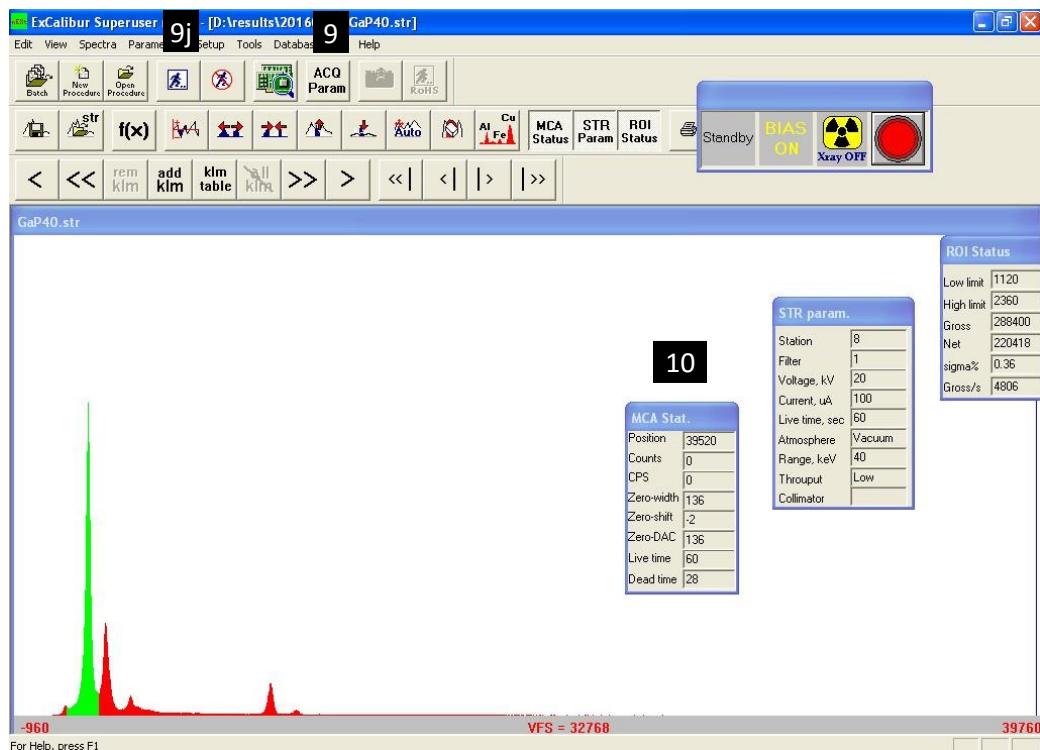 ExCalibur Superuser - [D:\results\2016 GaP40.str]
9j
9
Edit View Spectra Parame Setup Tools Databas Help
Batch
New Procedure
Open Procedure
ACQ Param
RoHS
str
f(x)
Auto
Al Fe Cu
MCA Status
STR Param
ROI Status
Standby
BIAS ON
Xray OFF
< << rem klm add klm klm table all klm >> > <<| <| |> |>>
GaP40.str
ROI Status
Low limit 1120
High limit 2360
Gross 288400
Net 220418
sigma% 0.36
Gross/s 4806
STR param.
Station 8
Filter 1
Voltage, kV 20
Current, uA 100
Live time, sec 60
Atmosphere Vacuum
Range, keV 40
Throuput Low
Collimator
10
MCA Stat.
Position 39520
Counts 0
CPS 0
Zero-width 136
Zero-shift -2
Zero-DAC 136
Live time 60
Dead time 28
-960 VFS = 32768 39760
For Help, press F1